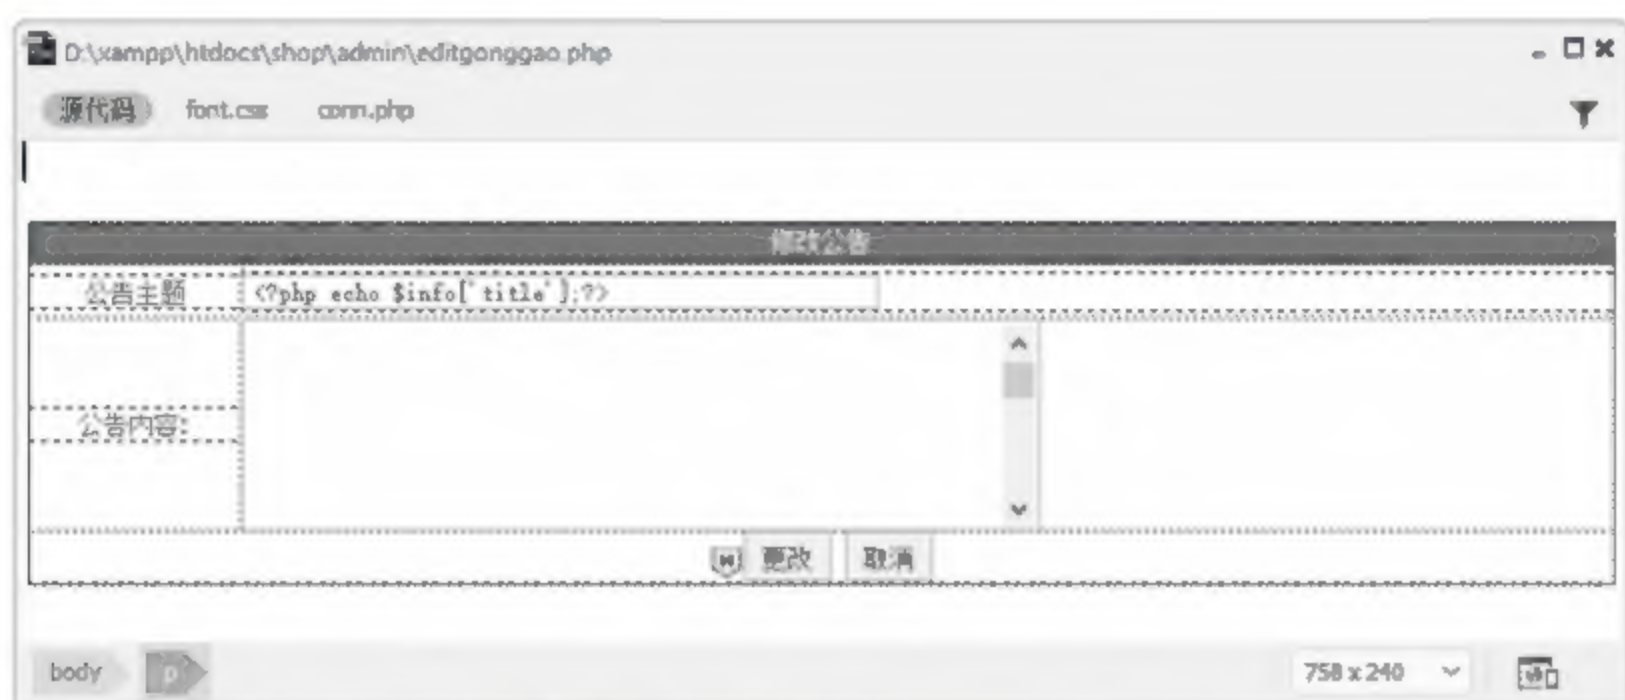 D:\xampp\htdocs\shop\admin\editgonggao.php
源代码 font.css conn.php
修改公告
公告主题 <?php echo $info['title'];?>
公告内容:
更改 取消
body p 758 x 240